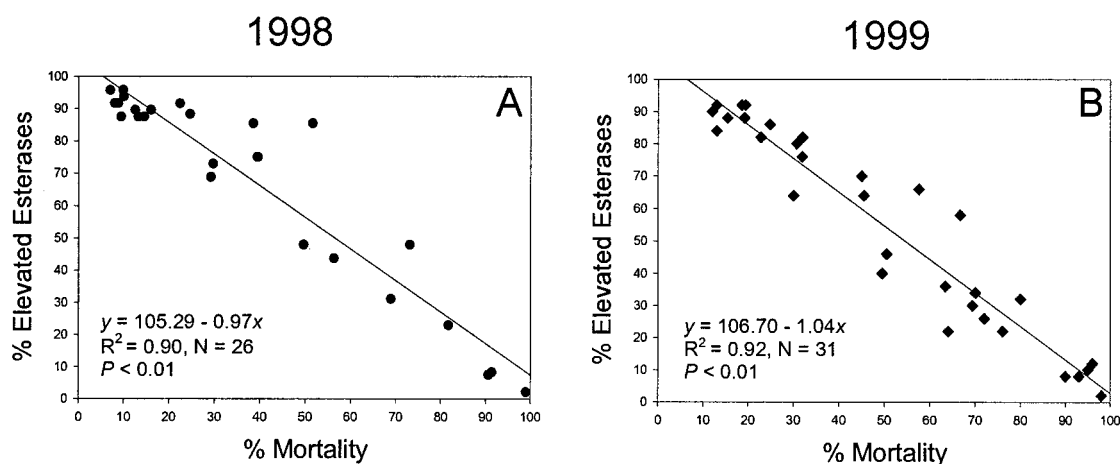 1998
A
% Elevated Esterases
100
90
80
70
60
50
40
30
20
10
0
y = 105.29 - 0.97x
R² = 0.90, N = 26
P < 0.01
0 10 20 30 40 50 60 70 80 90 100
% Mortality
1999
B
% Elevated Esterases
100
90
80
70
60
50
40
30
20
10
0
y = 106.70 - 1.04x
R² = 0.92, N = 31
P < 0.01
0 10 20 30 40 50 60 70 80 90 100
% Mortality